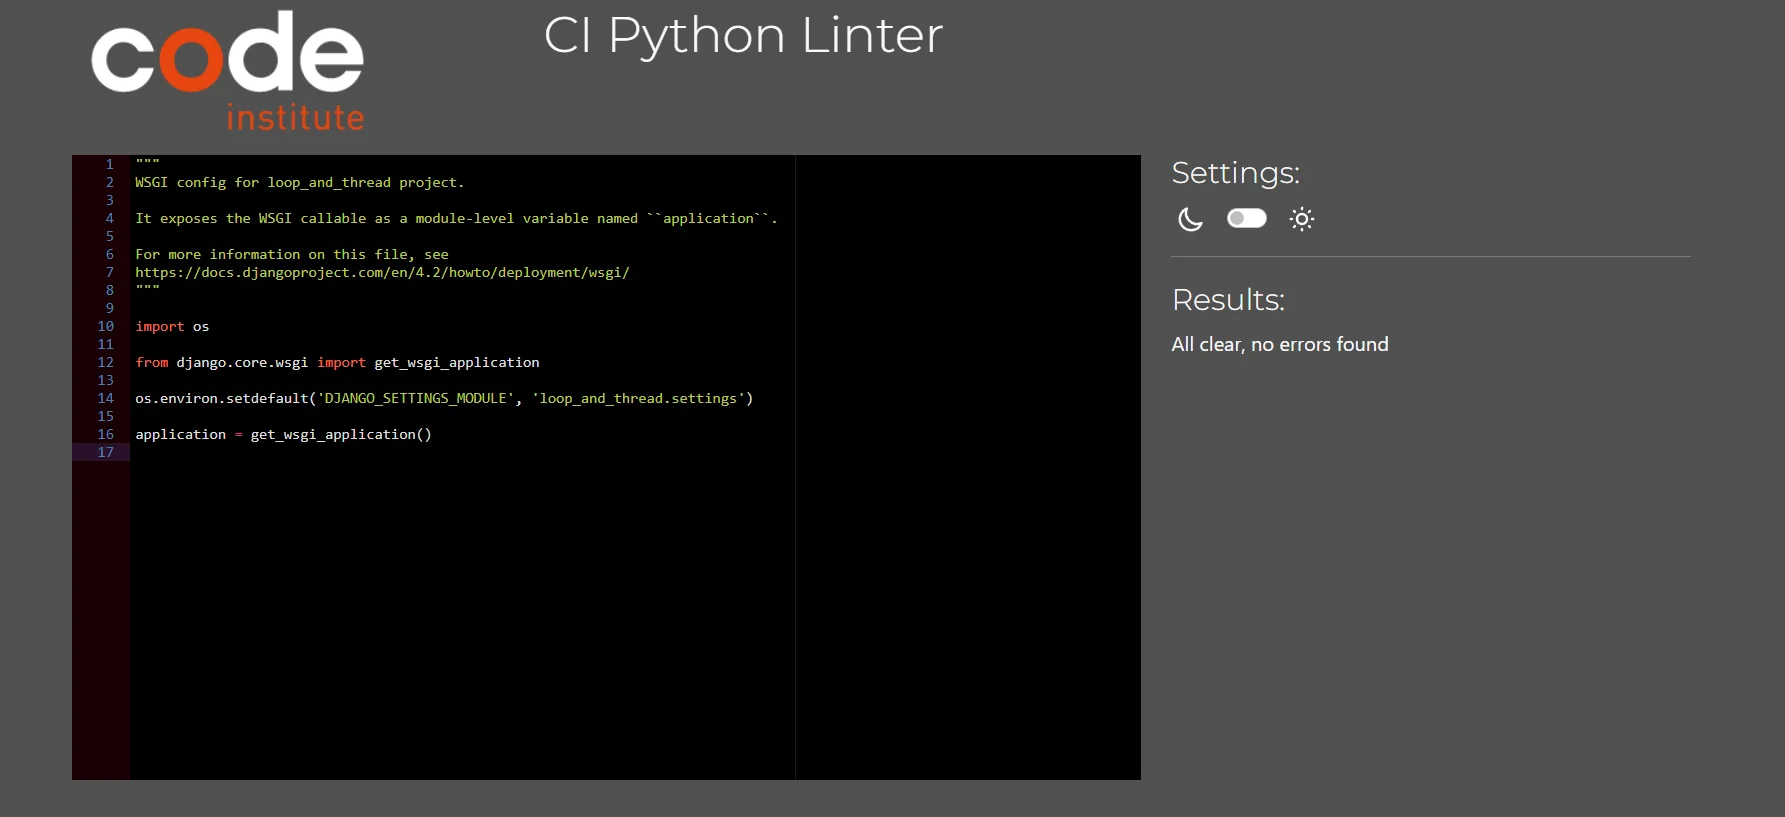 code
institute
CI Python Linter
1 """
2 WSGI config for loop_and_thread project.
3
4 It exposes the WSGI callable as a module-level variable named ``application``.
5
6 For more information on this file, see
7 https://docs.djangoproject.com/en/4.2/howto/deployment/wsgi/
8 """
9
10 import os
11
12 from django.core.wsgi import get_wsgi_application
13
14 os.environ.setdefault('DJANGO_SETTINGS_MODULE', 'loop_and_thread.settings')
15
16 application = get_wsgi_application()
17
Settings:
Results:
All clear, no errors found